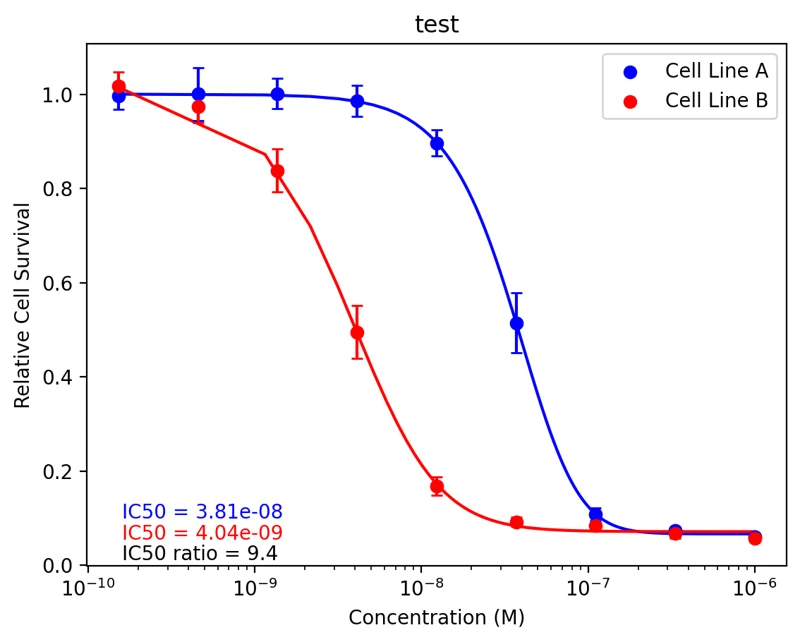 test
Cell Line A
Cell Line B
1.0
0.8
0.6
0.4
0.2
0.0
Relative Cell Survival
IC50 = 3.81e-08
IC50 = 4.04e-09
IC50 ratio = 9.4
10⁻¹⁰ 10⁻⁹ 10⁻⁸ 10⁻⁷ 10⁻⁶
Concentration (M)